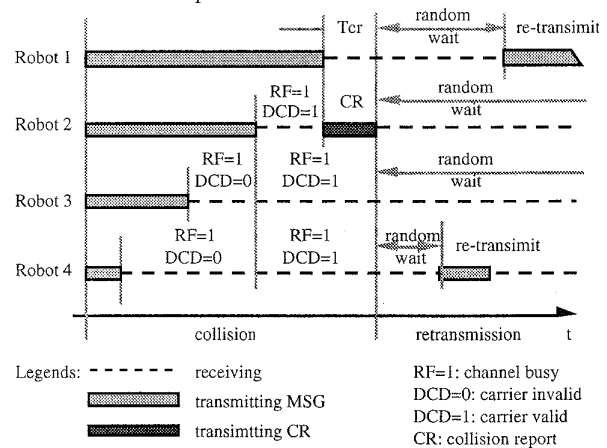 Tcr
random
wait
re-transimit
Robot 1
RF=1
DCD=1
CR
random
wait
Robot 2
RF=1
DCD=0
RF=1
DCD=1
random
wait
Robot 3
RF=1
DCD=0
RF=1
DCD=1
random
wait
re-transimit
Robot 4
collision
retransmission
t
Legends:
receiving
transmitting MSG
transimtting CR
RF=1: channel busy
DCD=0: carrier invalid
DCD=1: carrier valid
CR: collision report